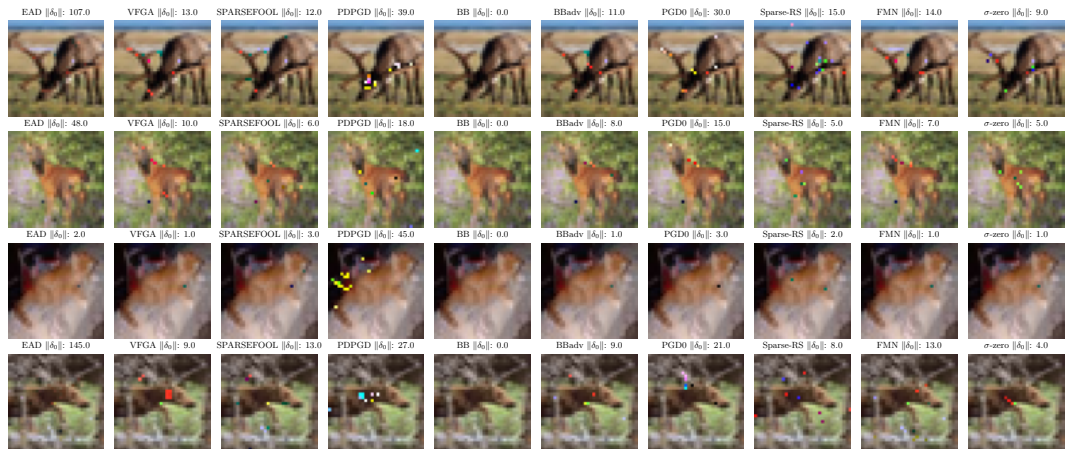 EAD ‖δ₀‖: 107.0 VFGA ‖δ₀‖: 13.0 SPARSEFOOL ‖δ₀‖: 12.0 PDPGD ‖δ₀‖: 39.0 BB ‖δ₀‖: 0.0 BBadv ‖δ₀‖: 11.0 PGD0 ‖δ₀‖: 30.0 Sparse-RS ‖δ₀‖: 15.0 FMN ‖δ₀‖: 14.0 σ-zero ‖δ₀‖: 9.0
EAD ‖δ₀‖: 48.0 VFGA ‖δ₀‖: 10.0 SPARSEFOOL ‖δ₀‖: 6.0 PDPGD ‖δ₀‖: 18.0 BB ‖δ₀‖: 0.0 BBadv ‖δ₀‖: 8.0 PGD0 ‖δ₀‖: 15.0 Sparse-RS ‖δ₀‖: 5.0 FMN ‖δ₀‖: 7.0 σ-zero ‖δ₀‖: 5.0
EAD ‖δ₀‖: 2.0 VFGA ‖δ₀‖: 1.0 SPARSEFOOL ‖δ₀‖: 3.0 PDPGD ‖δ₀‖: 45.0 BB ‖δ₀‖: 0.0 BBadv ‖δ₀‖: 1.0 PGD0 ‖δ₀‖: 3.0 Sparse-RS ‖δ₀‖: 2.0 FMN ‖δ₀‖: 1.0 σ-zero ‖δ₀‖: 1.0
EAD ‖δ₀‖: 145.0 VFGA ‖δ₀‖: 9.0 SPARSEFOOL ‖δ₀‖: 13.0 PDPGD ‖δ₀‖: 27.0 BB ‖δ₀‖: 0.0 BBadv ‖δ₀‖: 9.0 PGD0 ‖δ₀‖: 21.0 Sparse-RS ‖δ₀‖: 8.0 FMN ‖δ₀‖: 13.0 σ-zero ‖δ₀‖: 4.0